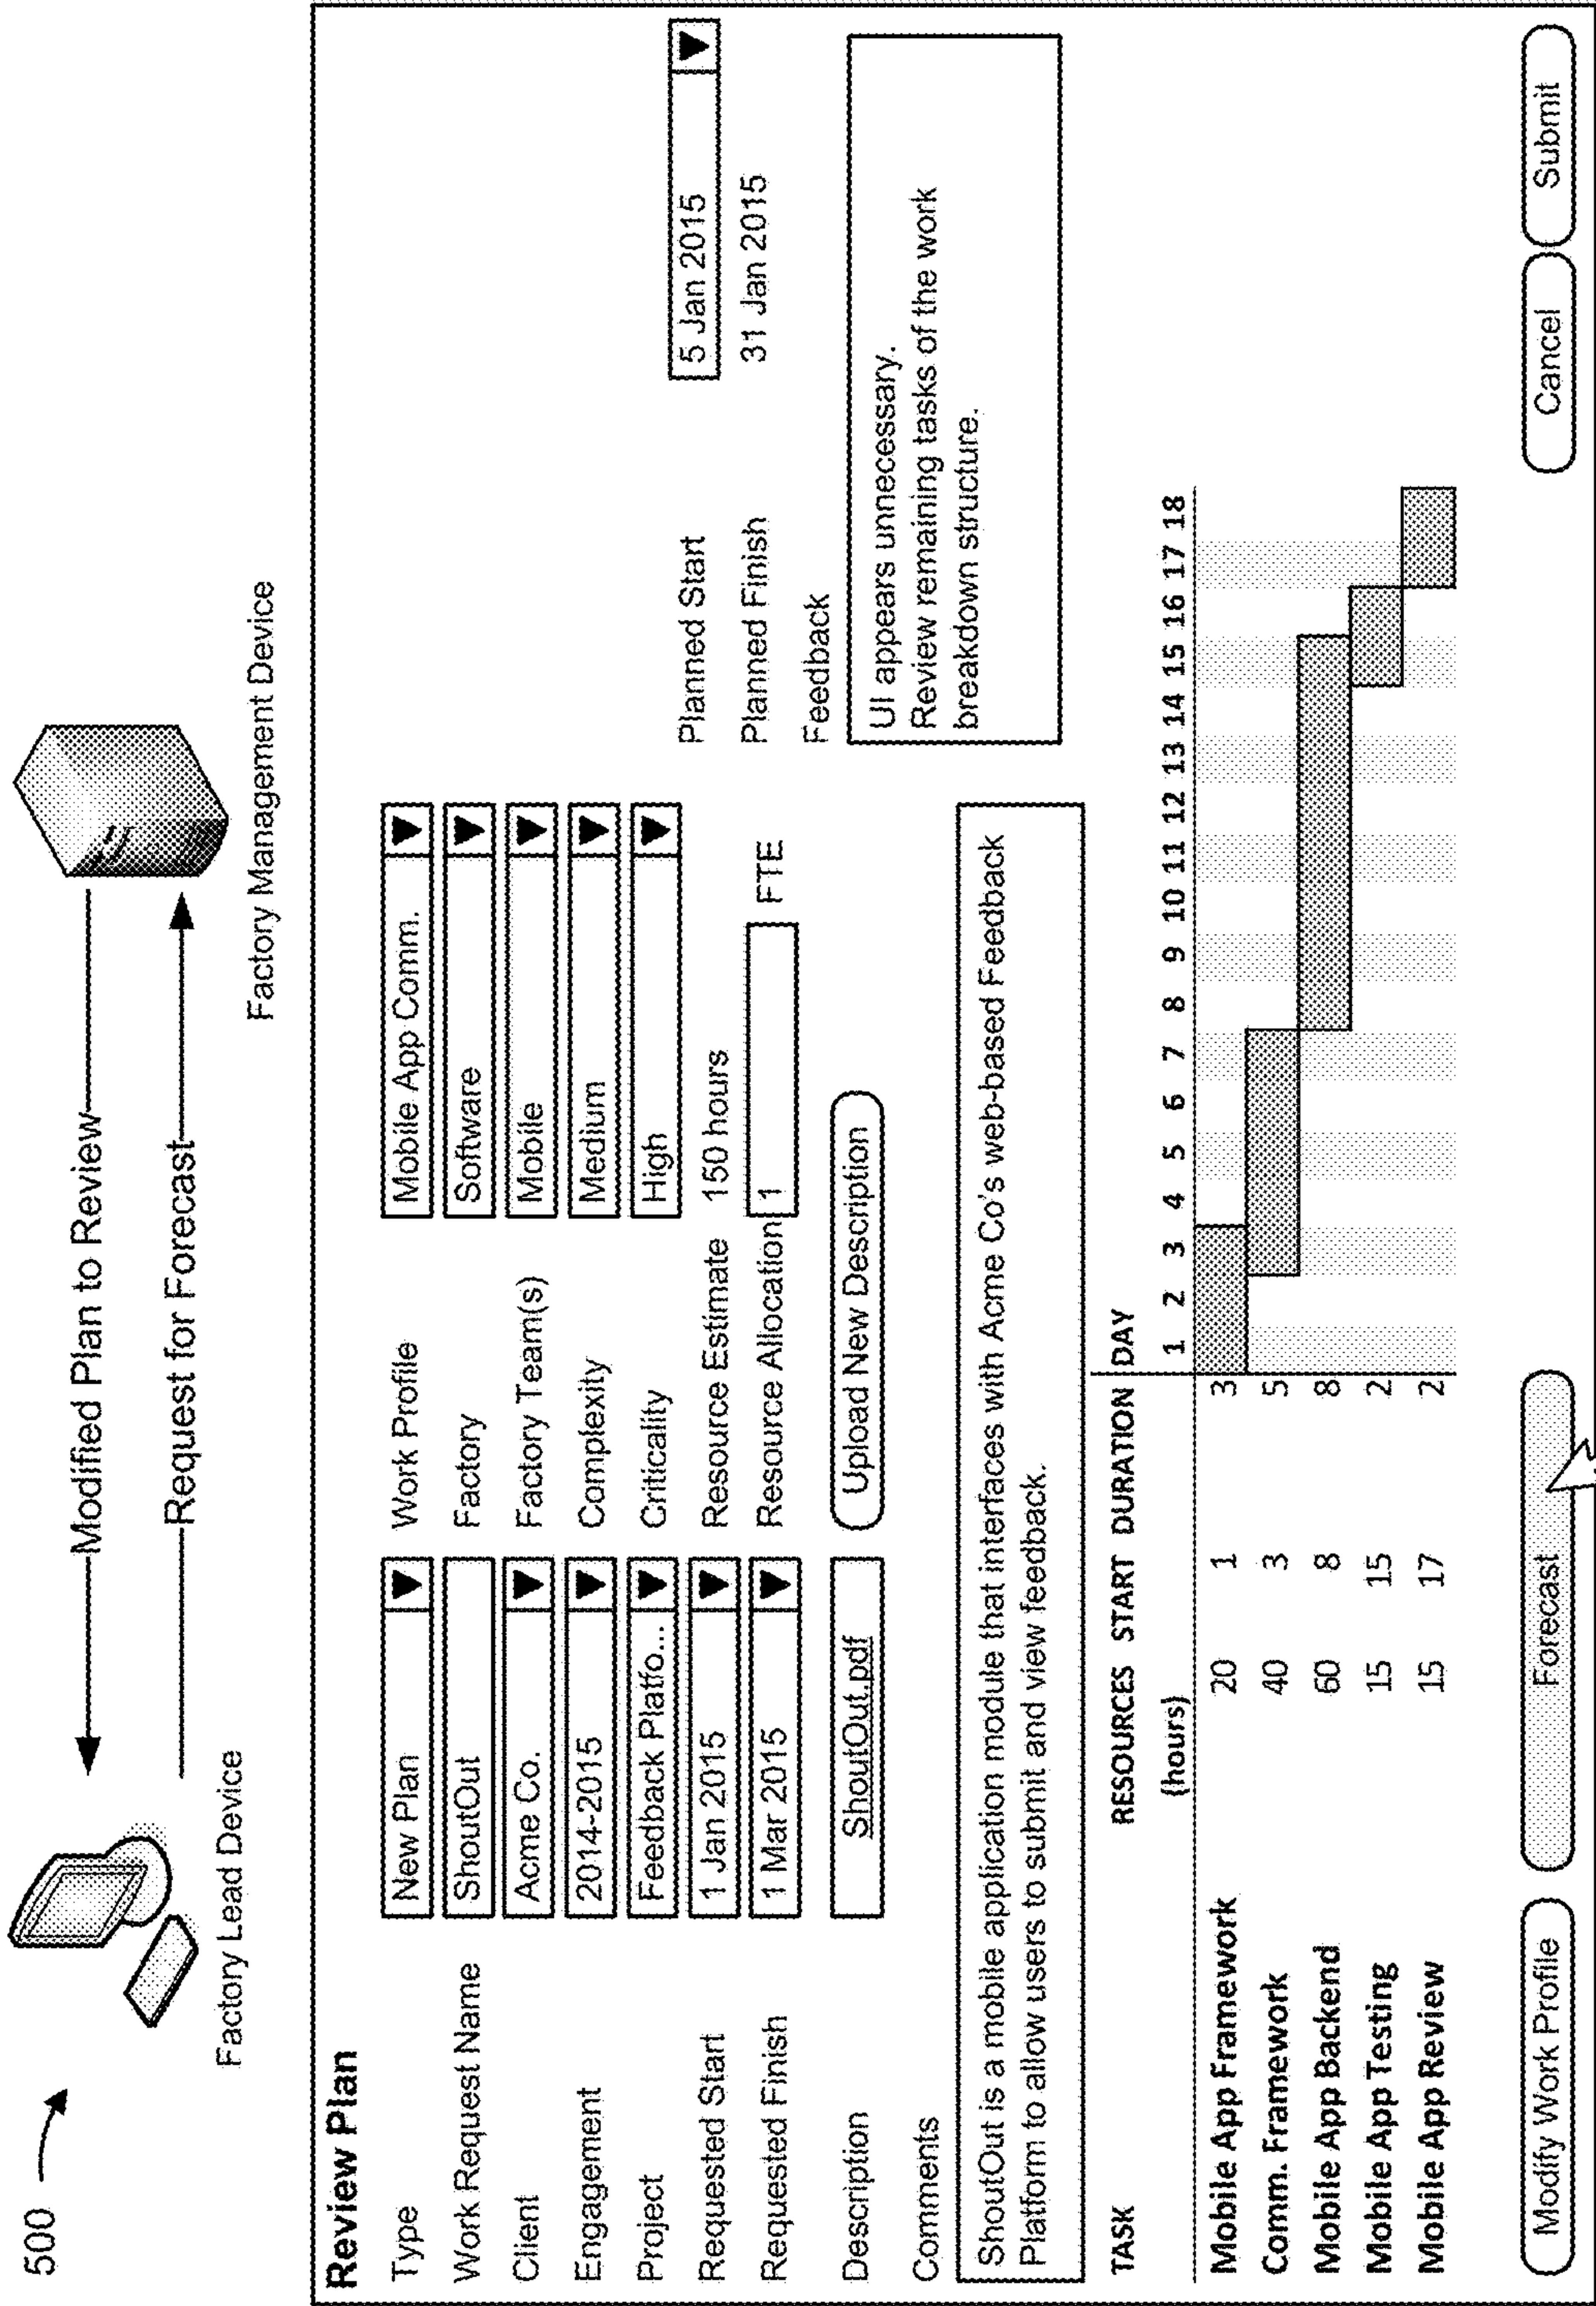 500
Modified Plan to Review
Request for Forecast
Factory Lead Device
Factory Management Device
Review Plan
Type New Plan Work Profile Mobile App Comm.
Work Request Name ShoutOut Factory Software
Client Acme Co. Factory Team(s) Mobile
Engagement 2014-2015 Complexity Medium
Project Feedback Platfo... Criticality High
Requested Start 1 Jan 2015 Resource Estimate 150 hours Planned Start 5 Jan 2015
Requested Finish 1 Mar 2015 Resource Allocation 1 FTE Planned Finish 31 Jan 2015
Description ShoutOut.pdf Upload New Description
Feedback
UI appears unnecessary.
Review remaining tasks of the work
breakdown structure.
Comments
ShoutOut is a mobile application module that interfaces with Acme Co's web-based Feedback
Platform to allow users to submit and view feedback.
TASK RESOURCES START DURATION DAY
(hours) 1 2 3 4 5 6 7 8 9 10 11 12 13 14 15 16 17 18
Mobile App Framework 20 1 3
Comm. Framework 40 3 5
Mobile App Backend 60 8 8
Mobile App Testing 15 15 2
Mobile App Review 15 17 2
Modify Work Profile Forecast Cancel Submit